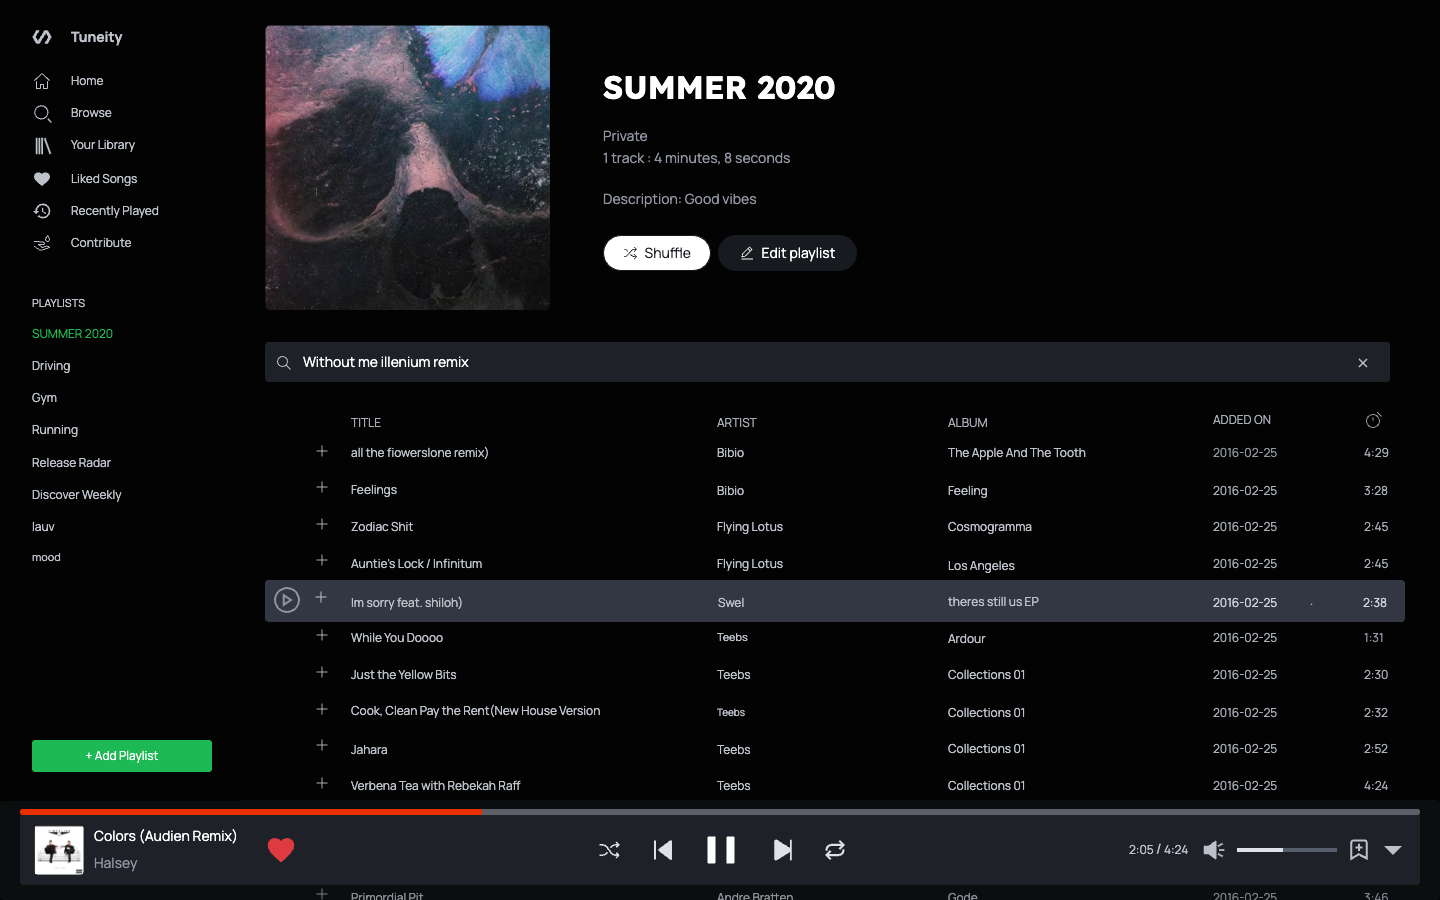 Tuneity
Home
Browse
Your Library
Liked Songs
Recently Played
Contribute
PLAYLISTS
SUMMER 2020
Driving
Gym
Running
Release Radar
Discover Weekly
lauv
mood
+ Add Playlist
SUMMER 2020
Private
1 track : 4 minutes, 8 seconds
Description: Good vibes
Shuffle Edit playlist
Without me illenium remix
TITLE ARTIST ALBUM ADDED ON
all the fiowerslone remix) Bibio The Apple And The Tooth 2016-02-25 4:29
Feelings Bibio Feeling 2016-02-25 3:28
Zodiac Shit Flying Lotus Cosmogramma 2016-02-25 2:45
Auntie's Lock / Infinitum Flying Lotus Los Angeles 2016-02-25 2:45
Im sorry feat. shiloh) Swel theres still us EP 2016-02-25 . 2:38
While You Doooo Teebs Ardour 2016-02-25 1:31
Just the Yellow Bits Teebs Collections 01 2016-02-25 2:30
Cook, Clean Pay the Rent(New House Version Teebs Collections 01 2016-02-25 2:32
Jahara Teebs Collections 01 2016-02-25 2:52
Verbena Tea with Rebekah Raff Teebs Collections 01 2016-02-25 4:24
Colors (Audien Remix)
Halsey
2:05 / 4:24
Primordial Pit Andre Bratten Gode 2016-02-25 3:46